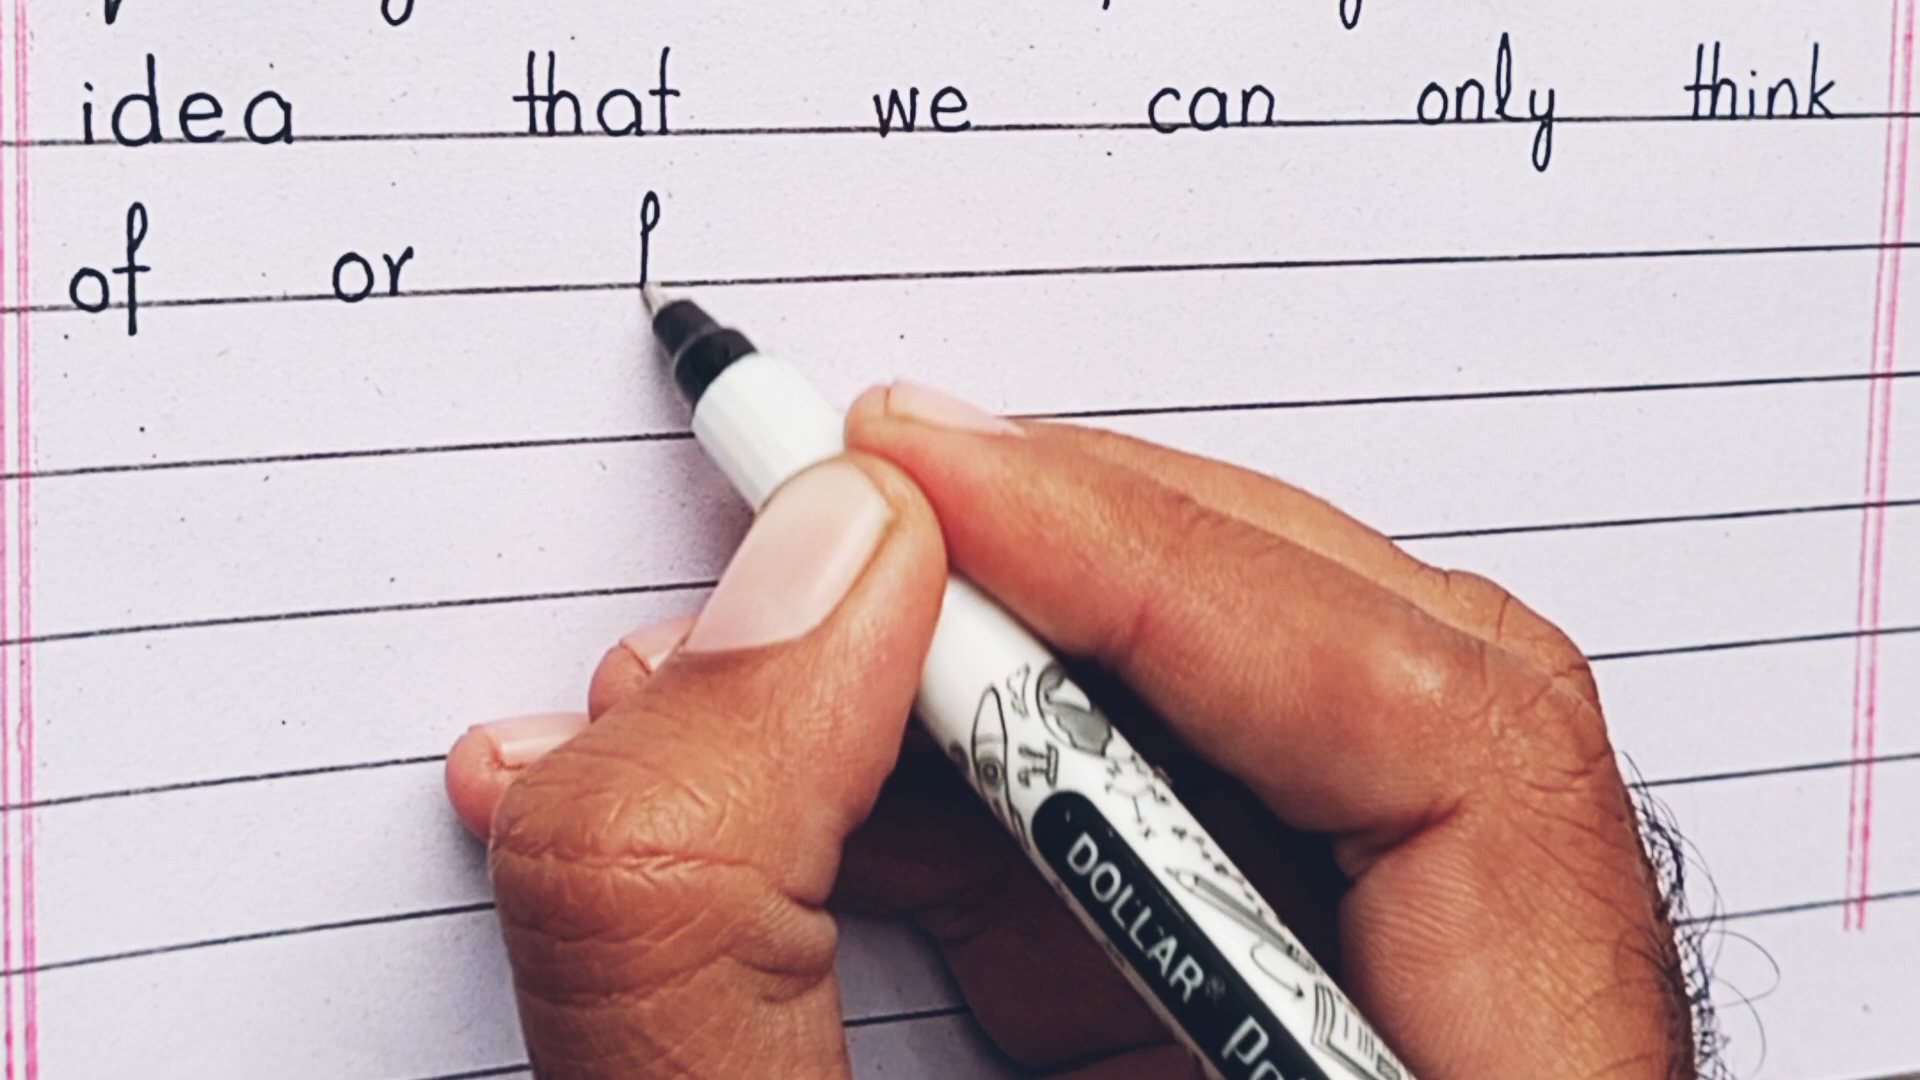 idea that we can only think
of or
DOLLAR®
π